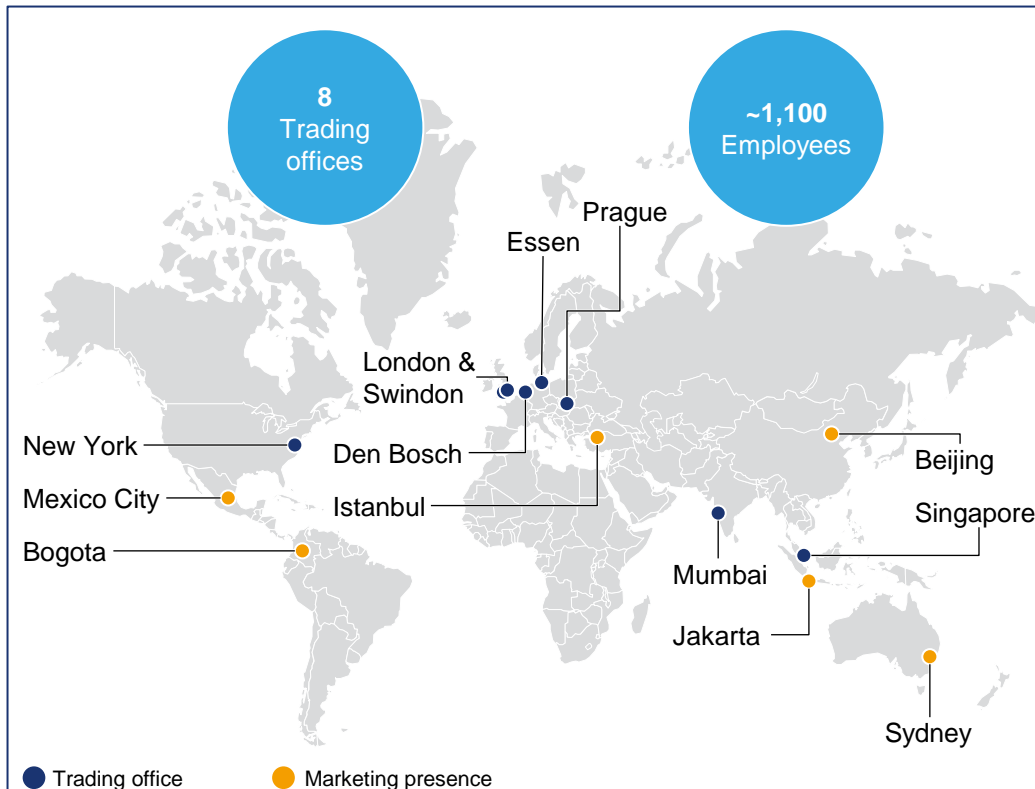 8
Trading
offices
~1,100
Employees
Prague
Essen
London &
Swindon
New York
Den Bosch
Beijing
Mexico City
Istanbul
Singapore
Bogota
Mumbai
Jakarta
Sydney
Trading office
Marketing presence